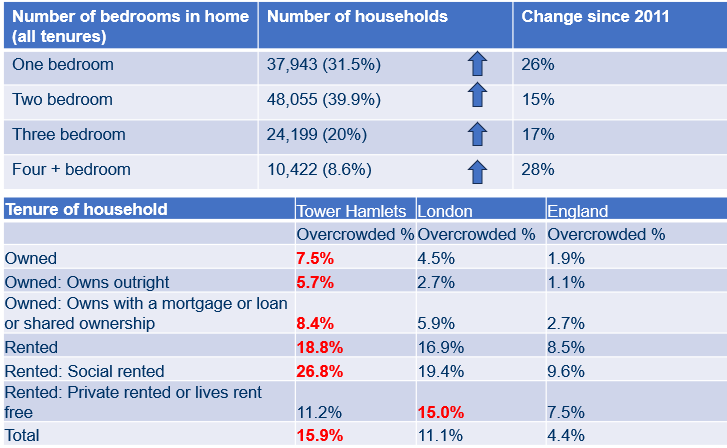 Number of bedrooms in home Number of households Change since 2011
(all tenures)
One bedroom 37,943 (31.5%) 26%
Two bedroom 48,055 (39.9%) 15%
Three bedroom 24,199 (20%) 17%
Four + bedroom 10,422 (8.6%) 28%
Tenure of household Tower Hamlets London England
Overcrowded % Overcrowded % Overcrowded %
Owned 7.5% 4.5% 1.9%
Owned: Owns outright 5.7% 2.7% 1.1%
Owned: Owns with a mortgage or loan
or shared ownership 8.4% 5.9% 2.7%
Rented 18.8% 16.9% 8.5%
Rented: Social rented 26.8% 19.4% 9.6%
Rented: Private rented or lives rent
free 11.2% 15.0% 7.5%
Total 15.9% 11.1% 4.4%